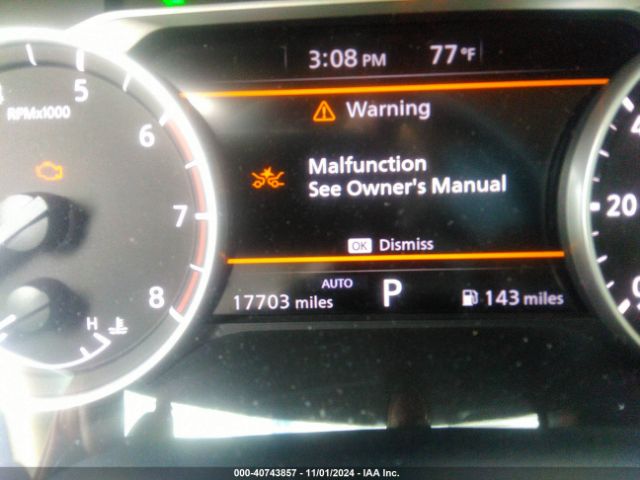 3:08 PM 77°F
5
RPMx1000
6
Warning
Malfunction
See Owner's Manual
7
20
OK Dismiss
AUTO
8
17703 miles P 143 miles
H
000-40743857 - 11/01/2024 - IAA Inc.